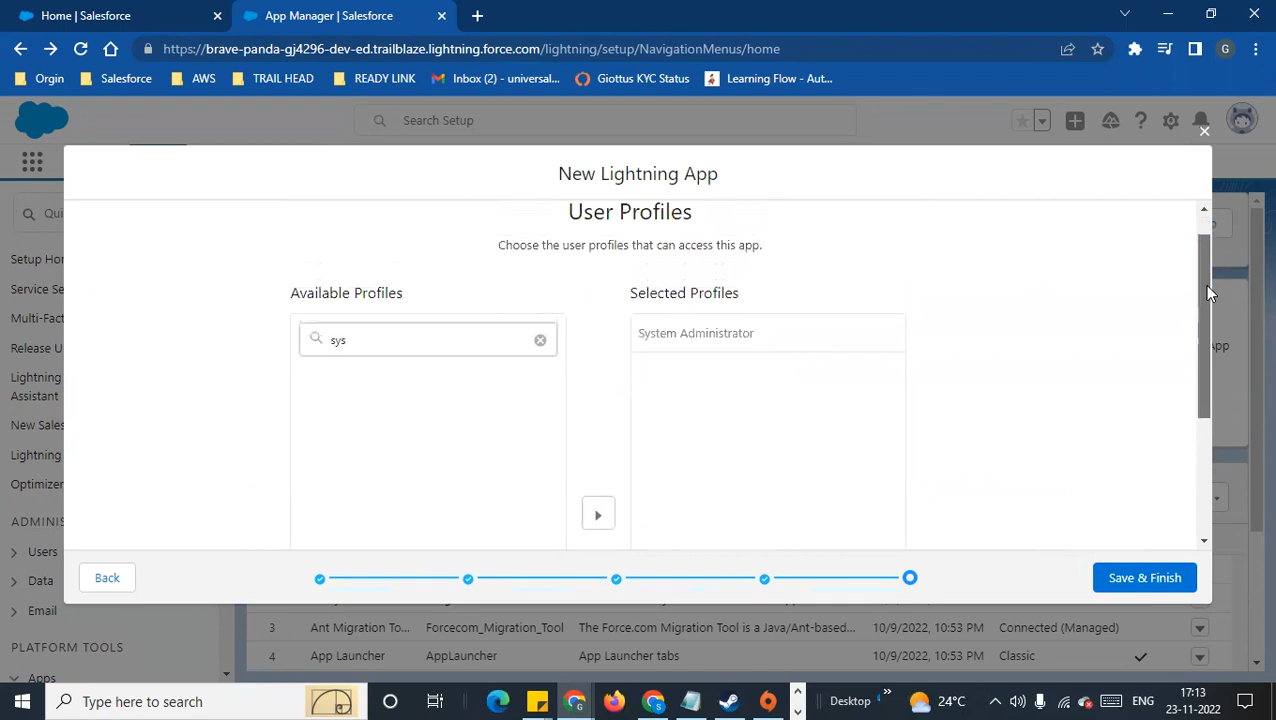 Home | Salesforce
App Manager | Salesforce
https://brave-panda-gj4296-dev-ed.trailblaze.lightning.force.com/lightning/setup/NavigationMenus/home
G
Orgin
Salesforce
AWS
TRAIL HEAD
READY LINK
Inbox (2) - universal...
Giottus KYC Status
Learning Flow - Aut...
Search Setup
New Lightning App
User Profiles
Choose the user profiles that can access this app.
Available Profiles
Selected Profiles
sys
System Administrator
Back
Save & Finish
Qui
Setup Ho
Service Se
Multi-Fact
Release U
Lightning
Assistant
New Sales
Lightning
Optimizer
ADMINIS
Users
Data
Email
PLATFORM TOOLS
Apps
App
3 Ant Migration To... Forcecom_Migration_Tool The Force.com Migration Tool is a Java/Ant-based... 10/9/2022, 10:53 PM Connected (Managed)
4 App Launcher AppLauncher App Launcher tabs 10/9/2022, 10:53 PM Classic
Type here to search
Desktop
24°C
ENG
17:13
23-11-2022